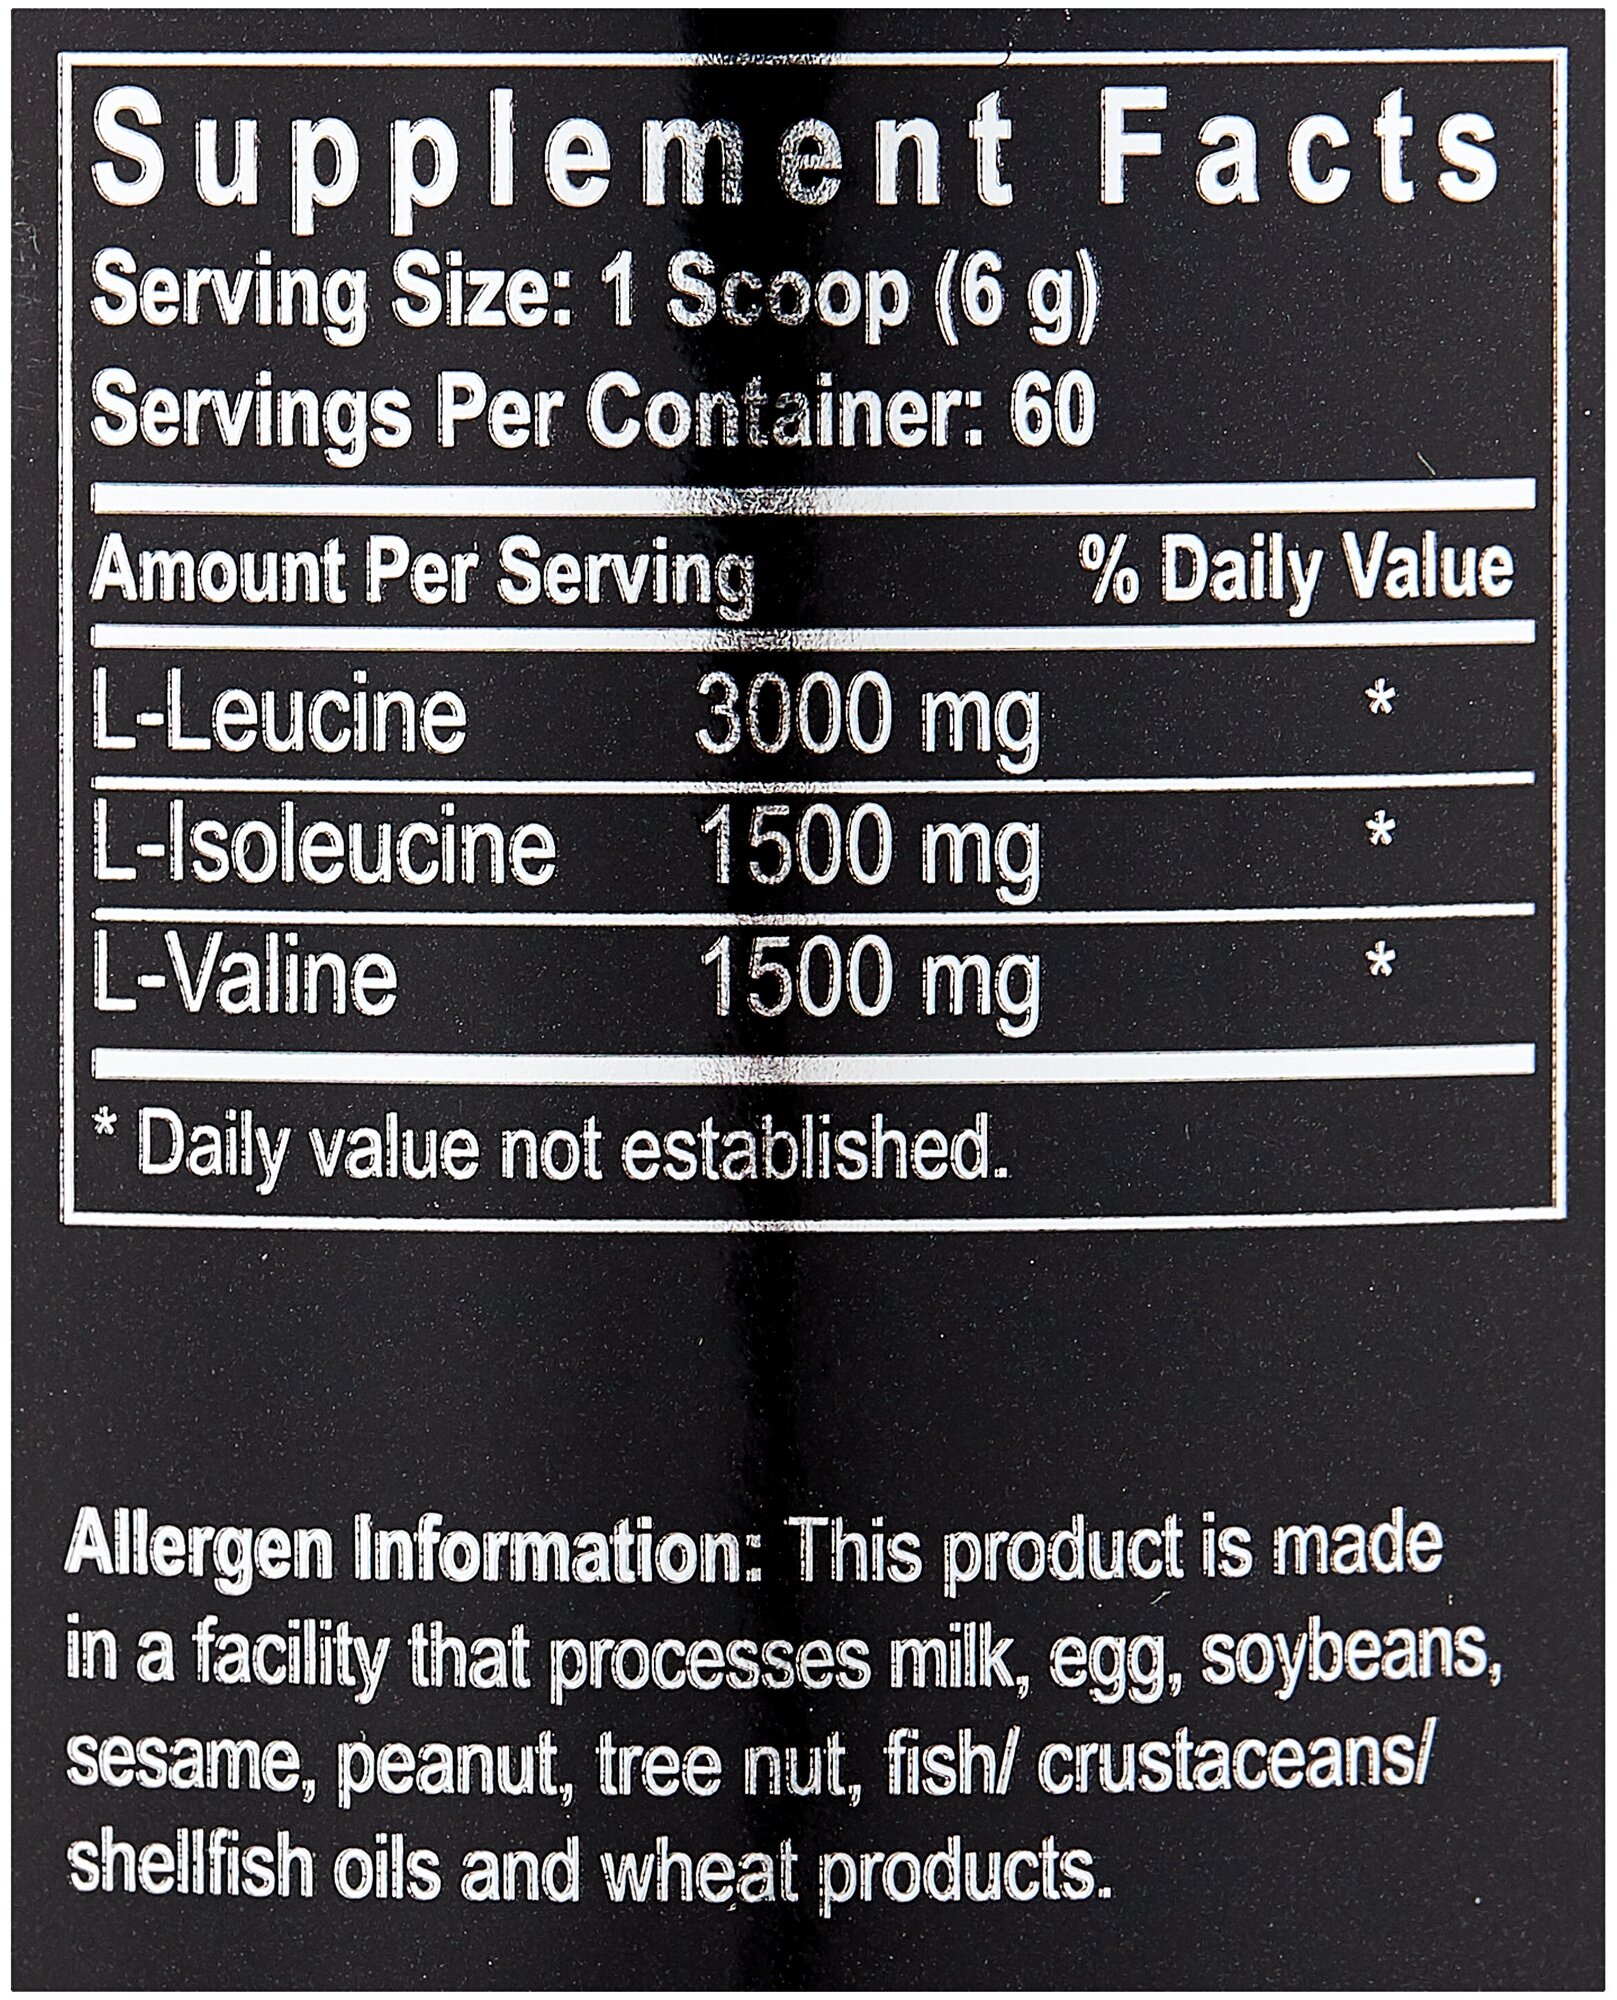 Supplement Facts
Serving Size: 1 Scoop (6 g)
Servings Per Container: 60
Amount Per Serving % Daily Value
L-Leucine 3000 mg *
L-Isoleucine 1500 mg *
L-Valine 1500 mg *
* Daily value not established.
Allergen Information: This product is made
in a facility that processes milk, egg, soybeans,
sesame, peanut, tree nut, fish/ crustaceans/
shellfish oils and wheat products.